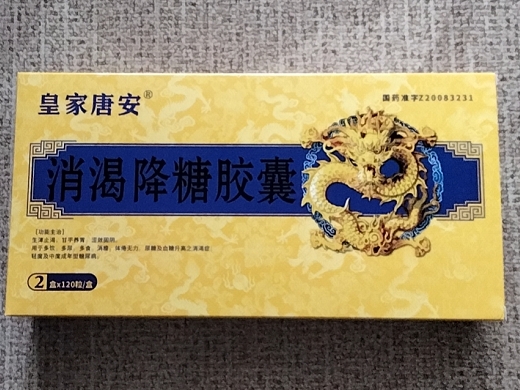 皇家唐安®
国药准字Z20083231
消渴降糖胶囊
【功能主治】
生津止渴，甘平养胃，涩敛固阴。
用于多饮，多尿，多食，消瘦，体倦无力，尿糖及血糖升高之消渴症，
轻度及中度成年型糖尿病。
2盒x120粒/盒